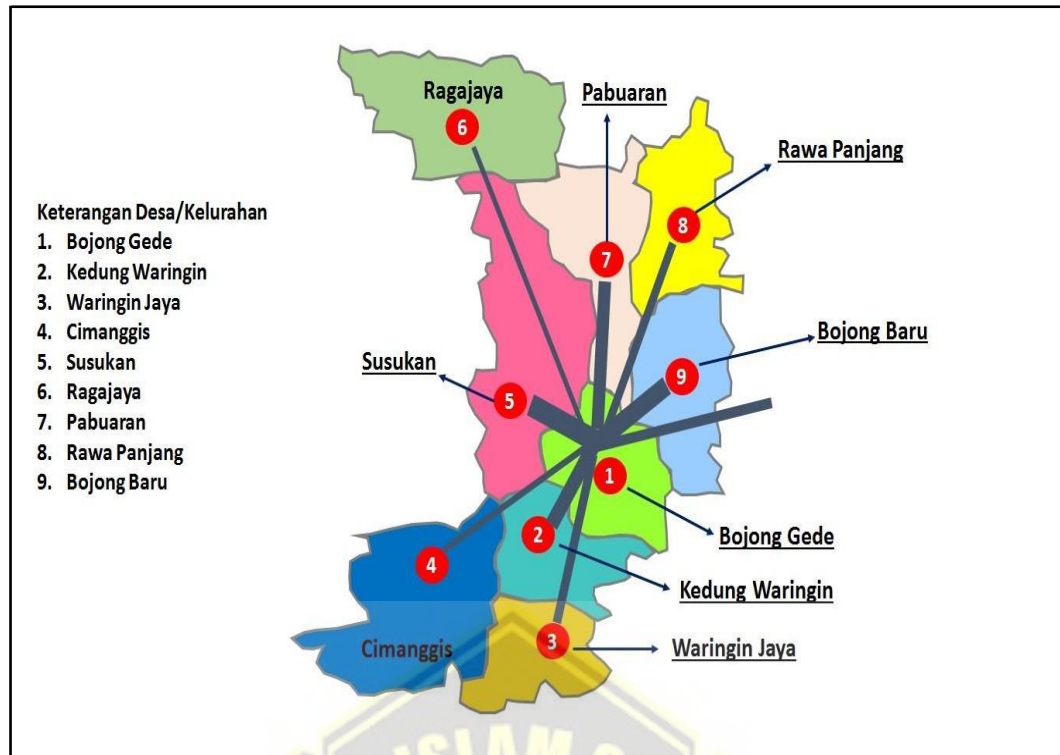 Ragajaya
6
Pabuaran
Rawa Panjang
8
7
Keterangan Desa/Kelurahan
1. Bojong Gede
2. Kedung Waringin
3. Waringin Jaya
4. Cimanggis
5. Susukan
6. Ragajaya
7. Pabuaran
8. Rawa Panjang
9. Bojong Baru
Bojong Baru
9
Susukan
5
1
Bojong Gede
2
4
Kedung Waringin
Cimanggis
3
Waringin Jaya
ISLAM